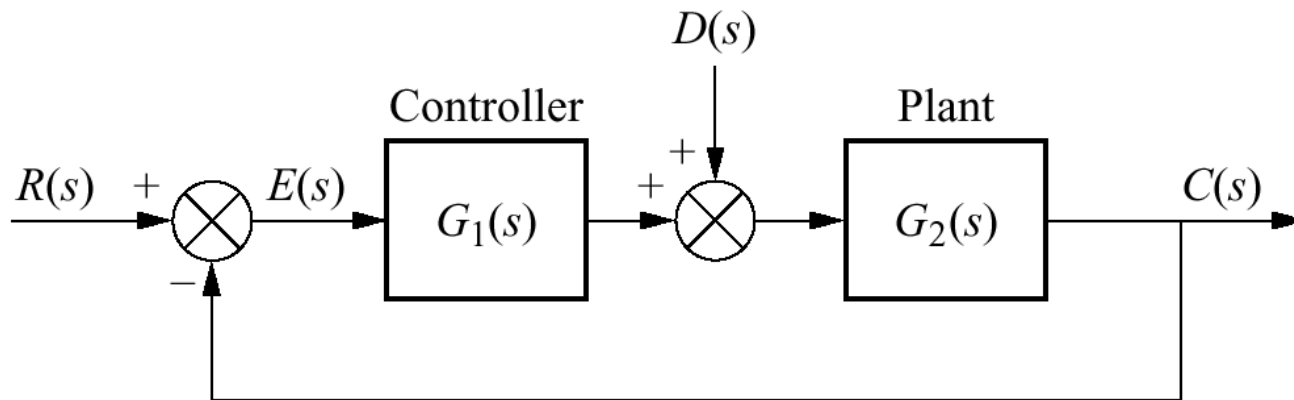 D(s)
Controller
Plant
R(s) + E(s) G₁(s) + + G₂(s) C(s)
−